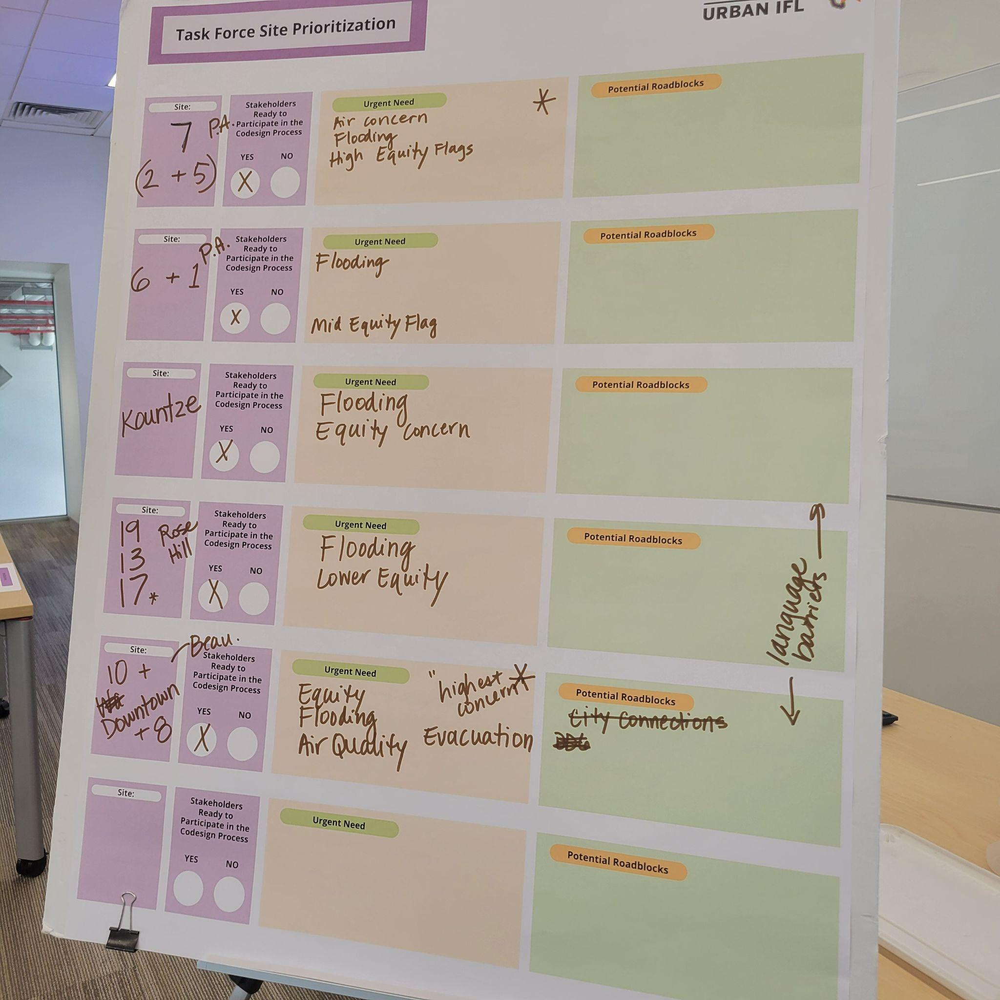 URBAN IFL
Task Force Site Prioritization
Site:
7 P.A.
(2 + 5)
Stakeholders
Ready to
Participate in the
Codesign Process
YES NO
X
Urgent Need
*
Air concern
Flooding
High Equity Flags
Potential Roadblocks
Site:
P.A.
6 + 1
Stakeholders
Ready to
Participate in the
Codesign Process
YES NO
X
Urgent Need
Flooding
Mid Equity Flag
Potential Roadblocks
Site:
Kountze
Stakeholders
Ready to
Participate in the
Codesign Process
YES NO
X
Urgent Need
Flooding
Equity concern
Potential Roadblocks
Site:
19 Rose
13 Hill
17*
Stakeholders
Ready to
Participate in the
Codesign Process
YES NO
X
Urgent Need
Flooding
Lower Equity
Potential Roadblocks
language
barriers
Site:
Beau.
10 +
Downtown
+ 8
Stakeholders
Ready to
Participate in the
Codesign Process
YES NO
X
Urgent Need
"highest *
concern"
Equity
Flooding
Air Quality Evacuation
Potential Roadblocks
City Connections
Site:
Stakeholders
Ready to
Participate in the
Codesign Process
YES NO
Urgent Need
Potential Roadblocks